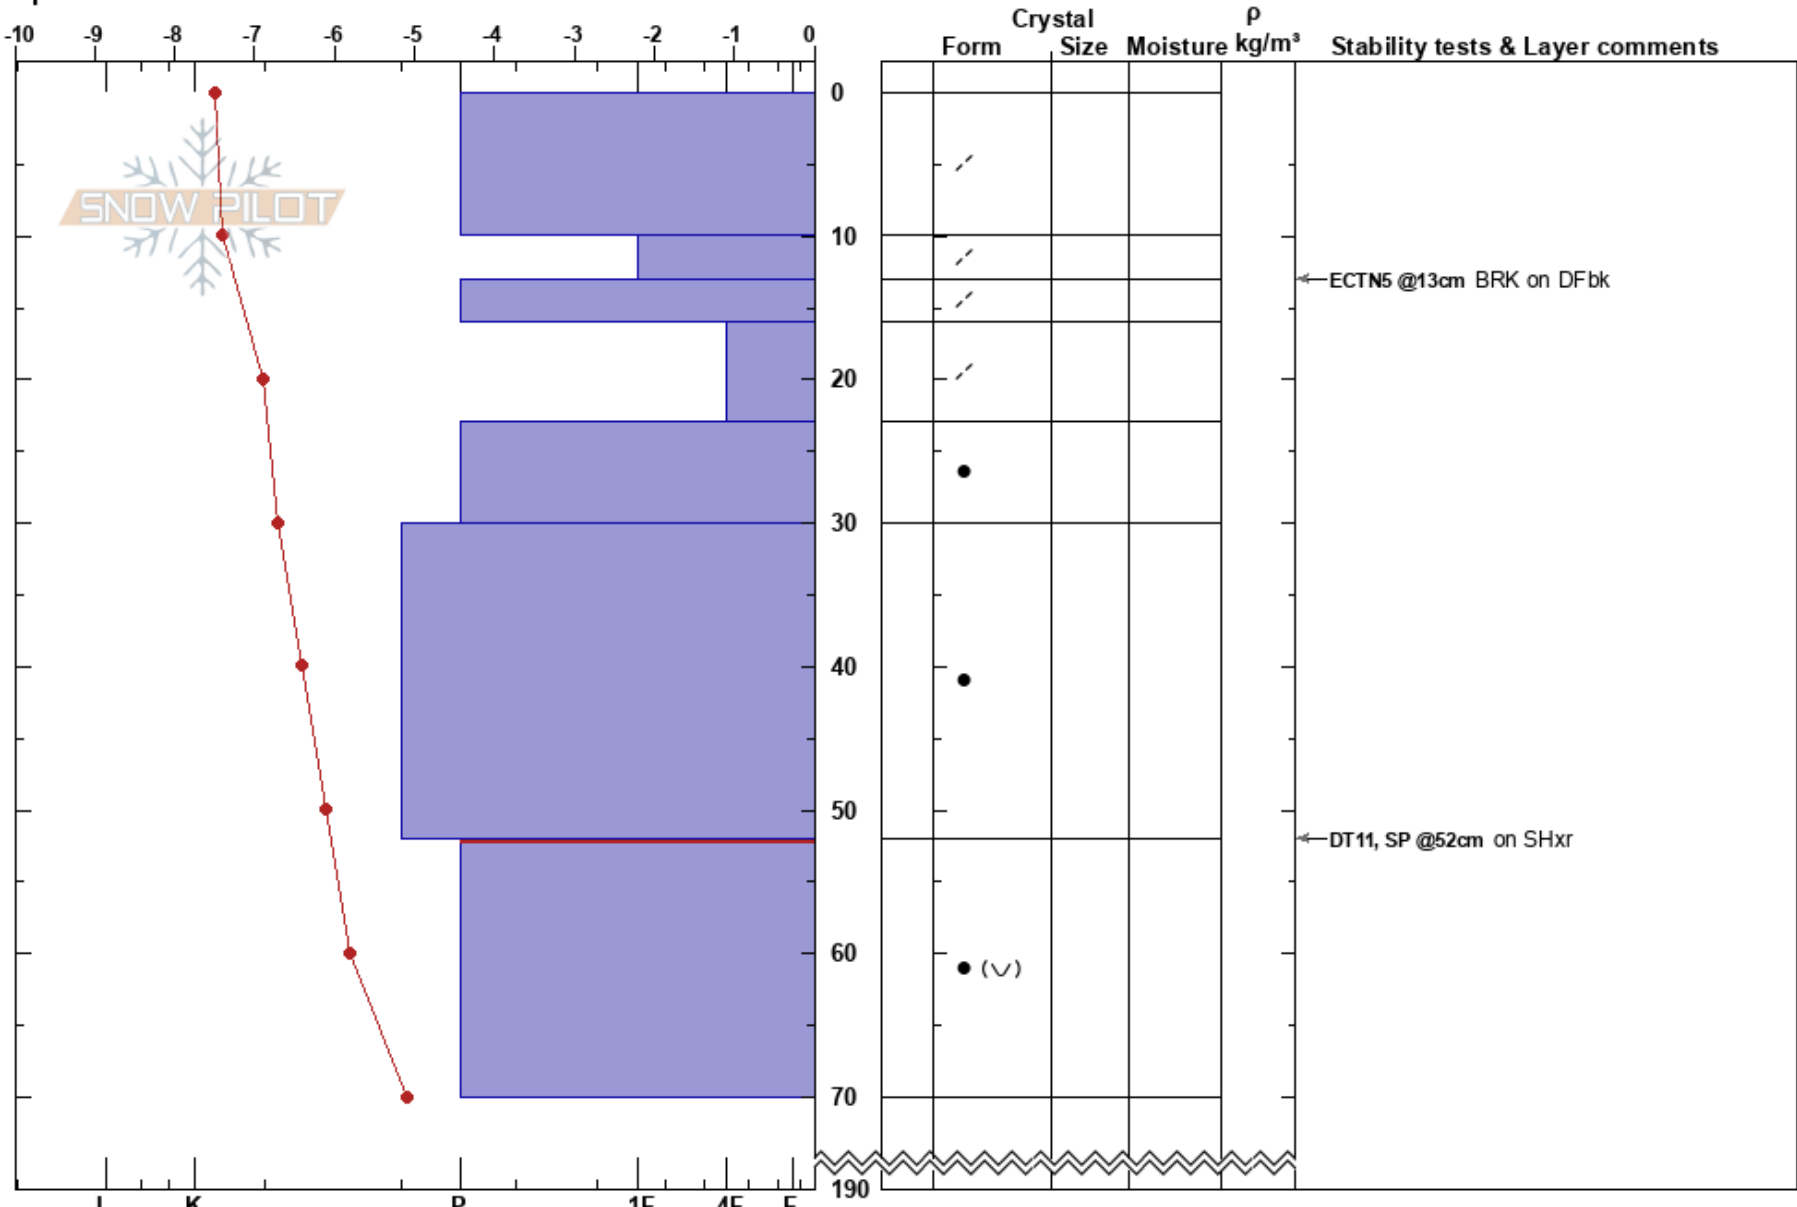 Crystal
ρ
-10 -9 -8 -7 -6 -5 -4 -3 -2 -1 0
Form Size Moisture kg/m³ Stability tests & Layer comments
0
SNOW PILOT
10
ECTN5 @13cm BRK on DFbk
20
30
40
50
DT11, SP @52cm on SHxr
60
(∨)
70
190
I K P 1F 4F F